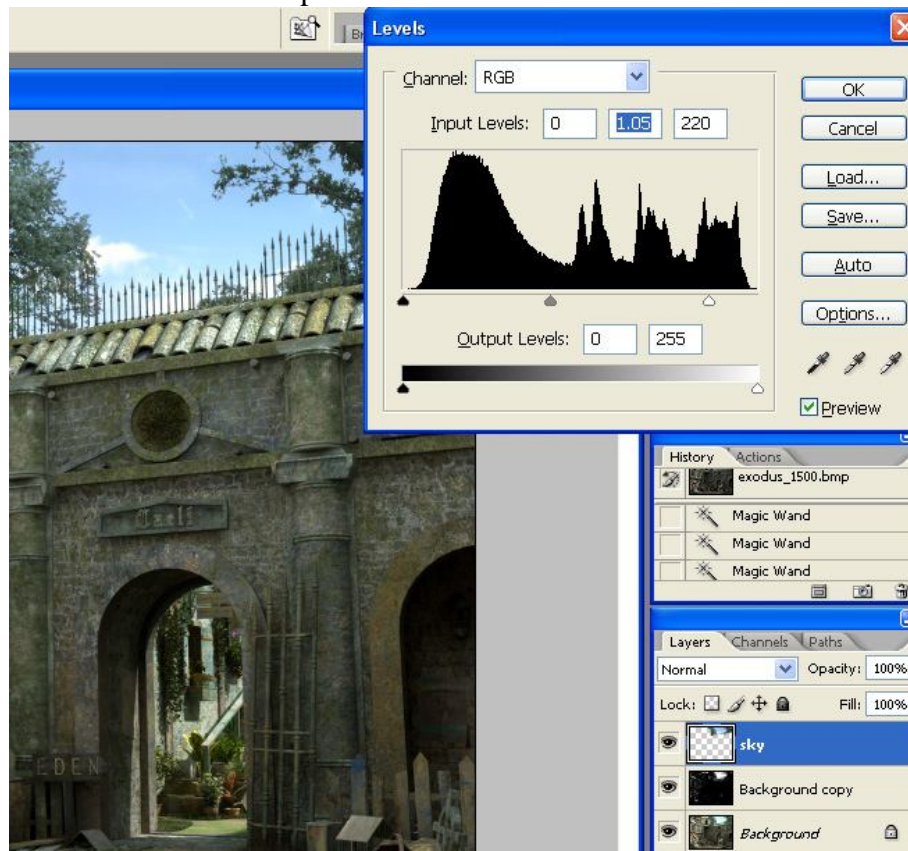 Br
Levels
Channel: RGB
Input Levels: 0 1.05 220
OK
Cancel
Load...
Save...
Auto
Options...
Output Levels: 0 255
Preview
History Actions
exodus_1500.bmp
Magic Wand
Magic Wand
Magic Wand
Layers Channels Paths
Normal Opacity: 100%
Lock: Fill: 100%
sky
Background copy
Background
EDEN